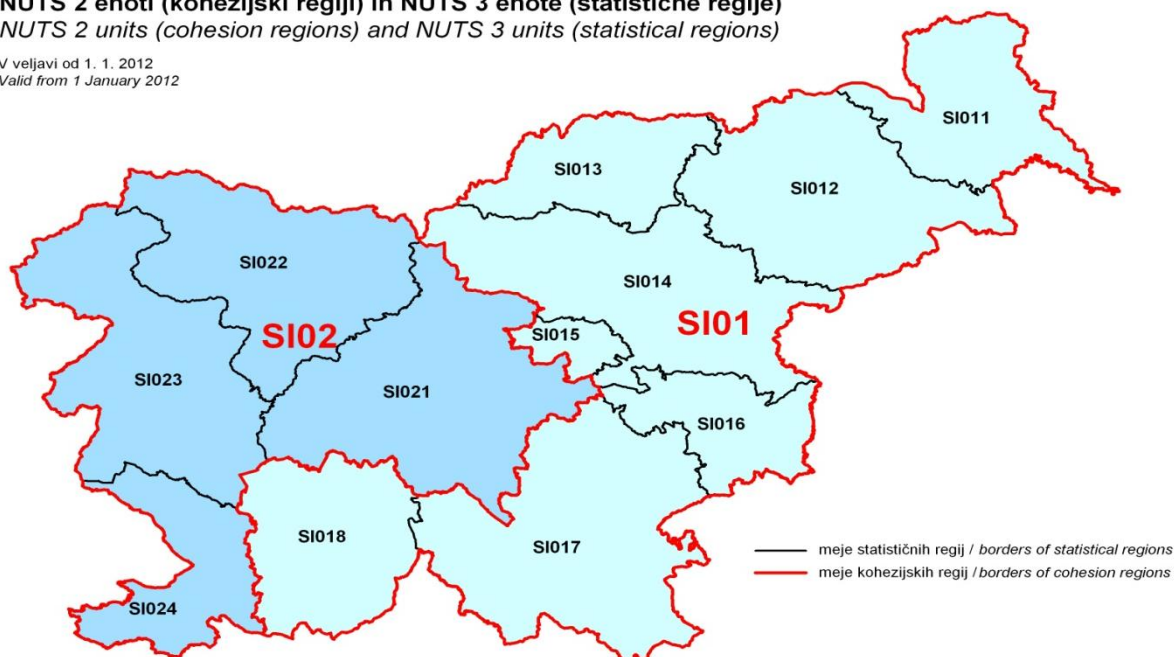 NUTS 2 enoti (kohezijski regiji) in NUTS 3 enote (statistične regije)
NUTS 2 units (cohesion regions) and NUTS 3 units (statistical regions)
V veljavi od 1. 1. 2012
Valid from 1 January 2012
SI011
SI013
SI012
SI022
SI014
SI02
SI01
SI015
SI023
SI021
SI016
SI018
SI017
meje statističnih regij / borders of statistical regions
meje kohezijskih regij / borders of cohesion regions
SI024